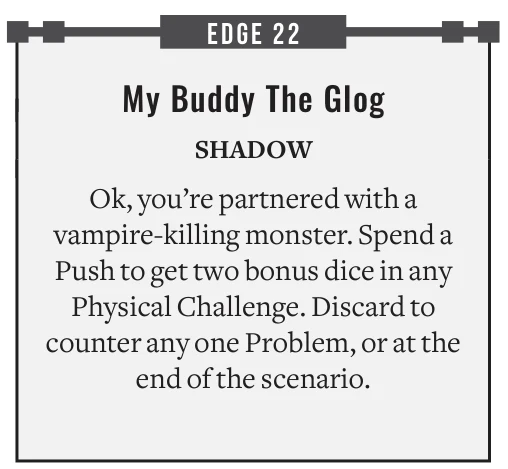 EDGE 22
My Buddy The Glog
SHADOW
Ok, you’re partnered with a
vampire-killing monster. Spend a
Push to get two bonus dice in any
Physical Challenge. Discard to
counter any one Problem, or at the
end of the scenario.